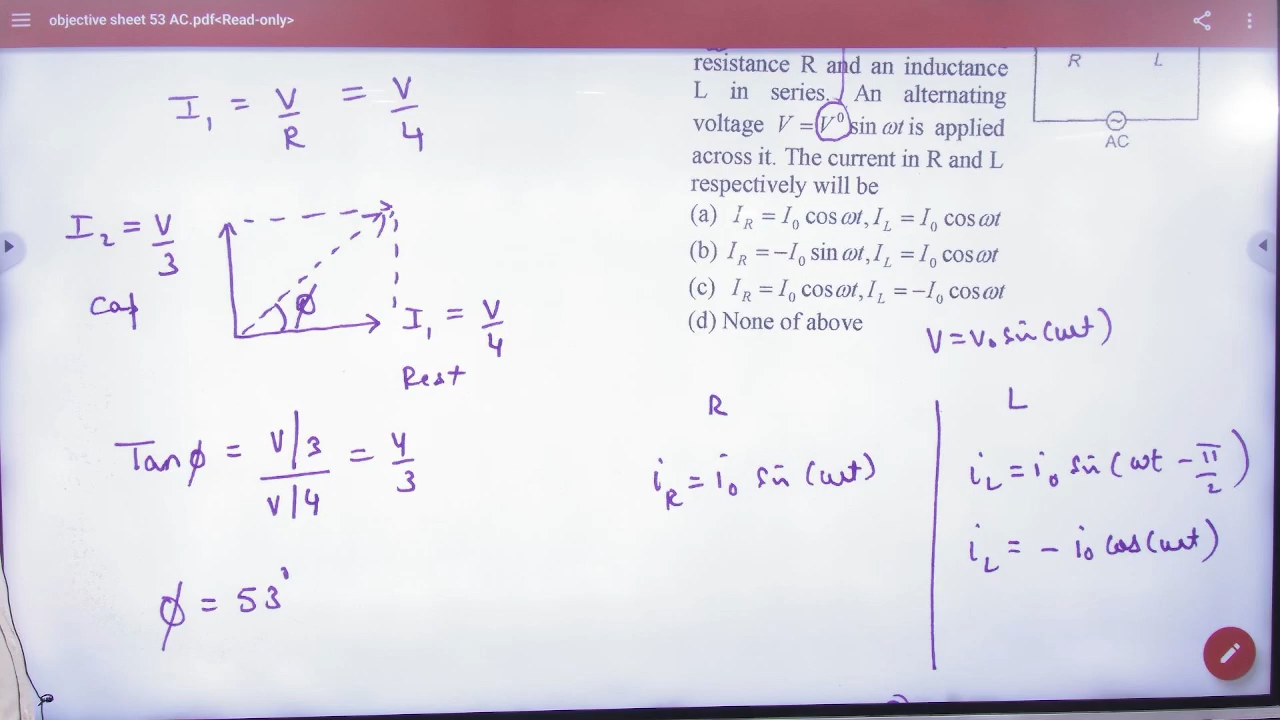 objective sheet 53 AC.pdf<Read-only>
I₁ = V/R = V/4
I₂ = V/3
Cap
ϕ
I₁ = V/4
Rest
Tanϕ = V/3 / V/4 = 4/3
ϕ = 53°
resistance R and an inductance
L in series. An alternating
voltage V = V⁰ sin ωt is applied
across it. The current in R and L
respectively will be
(a) I_R = I₀ cos ωt, I_L = I₀ cos ωt
(b) I_R = −I₀ sin ωt, I_L = I₀ cos ωt
(c) I_R = I₀ cos ωt, I_L = −I₀ cos ωt
(d) None of above
R L
AC
V = V₀ sin(ωt)
R
i_R = i₀ sin(ωt)
L
i_L = i₀ sin(ωt − π/2)
i_L = − i₀ cos(ωt)